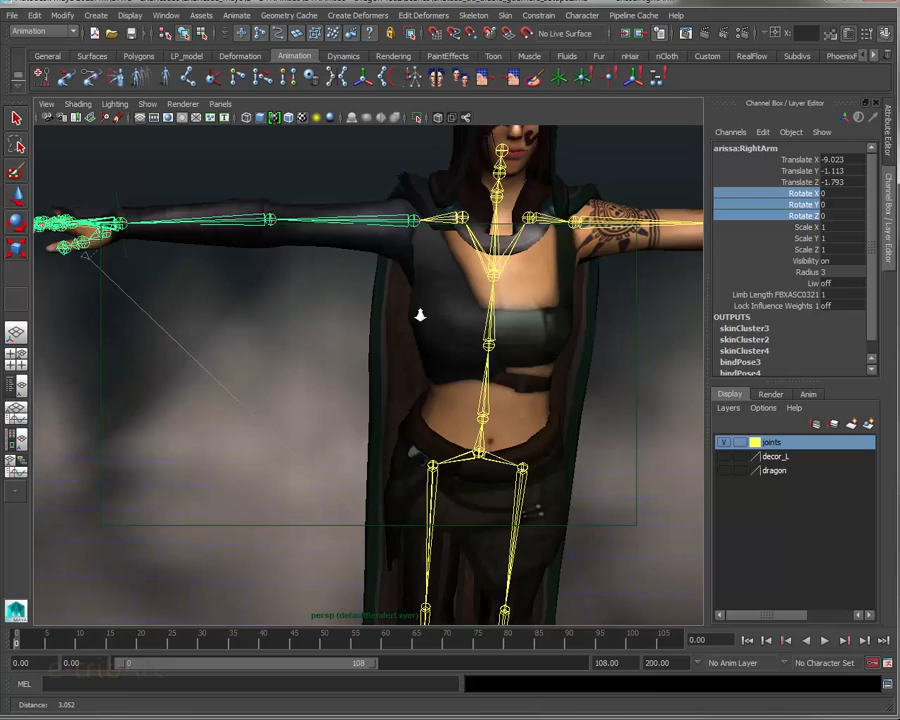 File Edit Modify Create Display Window Assets Animate Geometry Cache Create Deformers Edit Deformers Skeleton Skin Constrain Character Pipeline Cache Help
Animation No Live Surface X:
General Surfaces Polygons LP_model Deformation Animation Dynamics Rendering PaintEffects Toon Muscle Fluids Fur nHair nCloth Custom RealFlow Subdivs PhoenixF
View Shading Lighting Show Renderer Panels
Channel Box / Layer Editor
Channels Edit Object Show
arissa:RightArm
Translate X -9.023
Translate Y -1.113
Translate Z -1.793
Rotate X 0
Rotate Y 0
Rotate Z 0
Scale X 1
Scale Y 1
Scale Z 1
Visibility on
Radius 3
Liw off
Limb Length FBXASC0321 1
Lock Influence Weights 1 off
OUTPUTS
skinCluster3
skinCluster2
skinCluster4
bindPose3
bindPose4
Attribute Editor
Channel Box / Layer Editor
Display Render Anim
Layers Options Help
V joints
decor_L
dragon
persp (defaultRenderLayer)
0 5 10 15 20 25 30 35 40 45 50 55 60 65 70 75 80 85 90 95 100 105 0.00
0.00 0.00 0 108 108.00 200.00 No Anim Layer No Character Set
MEL
Distance: 3.052